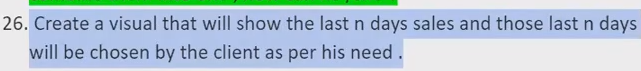 26. Create a visual that will show the last n days sales and those last n days
will be chosen by the client as per his need .